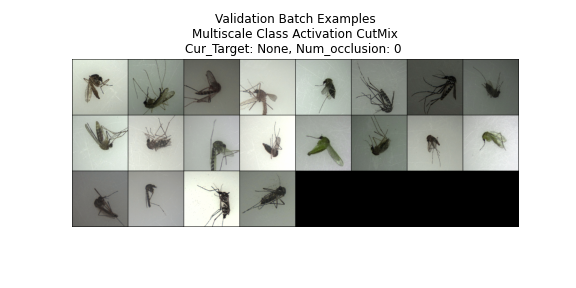 Validation Batch Examples
Multiscale Class Activation CutMix
Cur_Target: None, Num_occlusion: 0